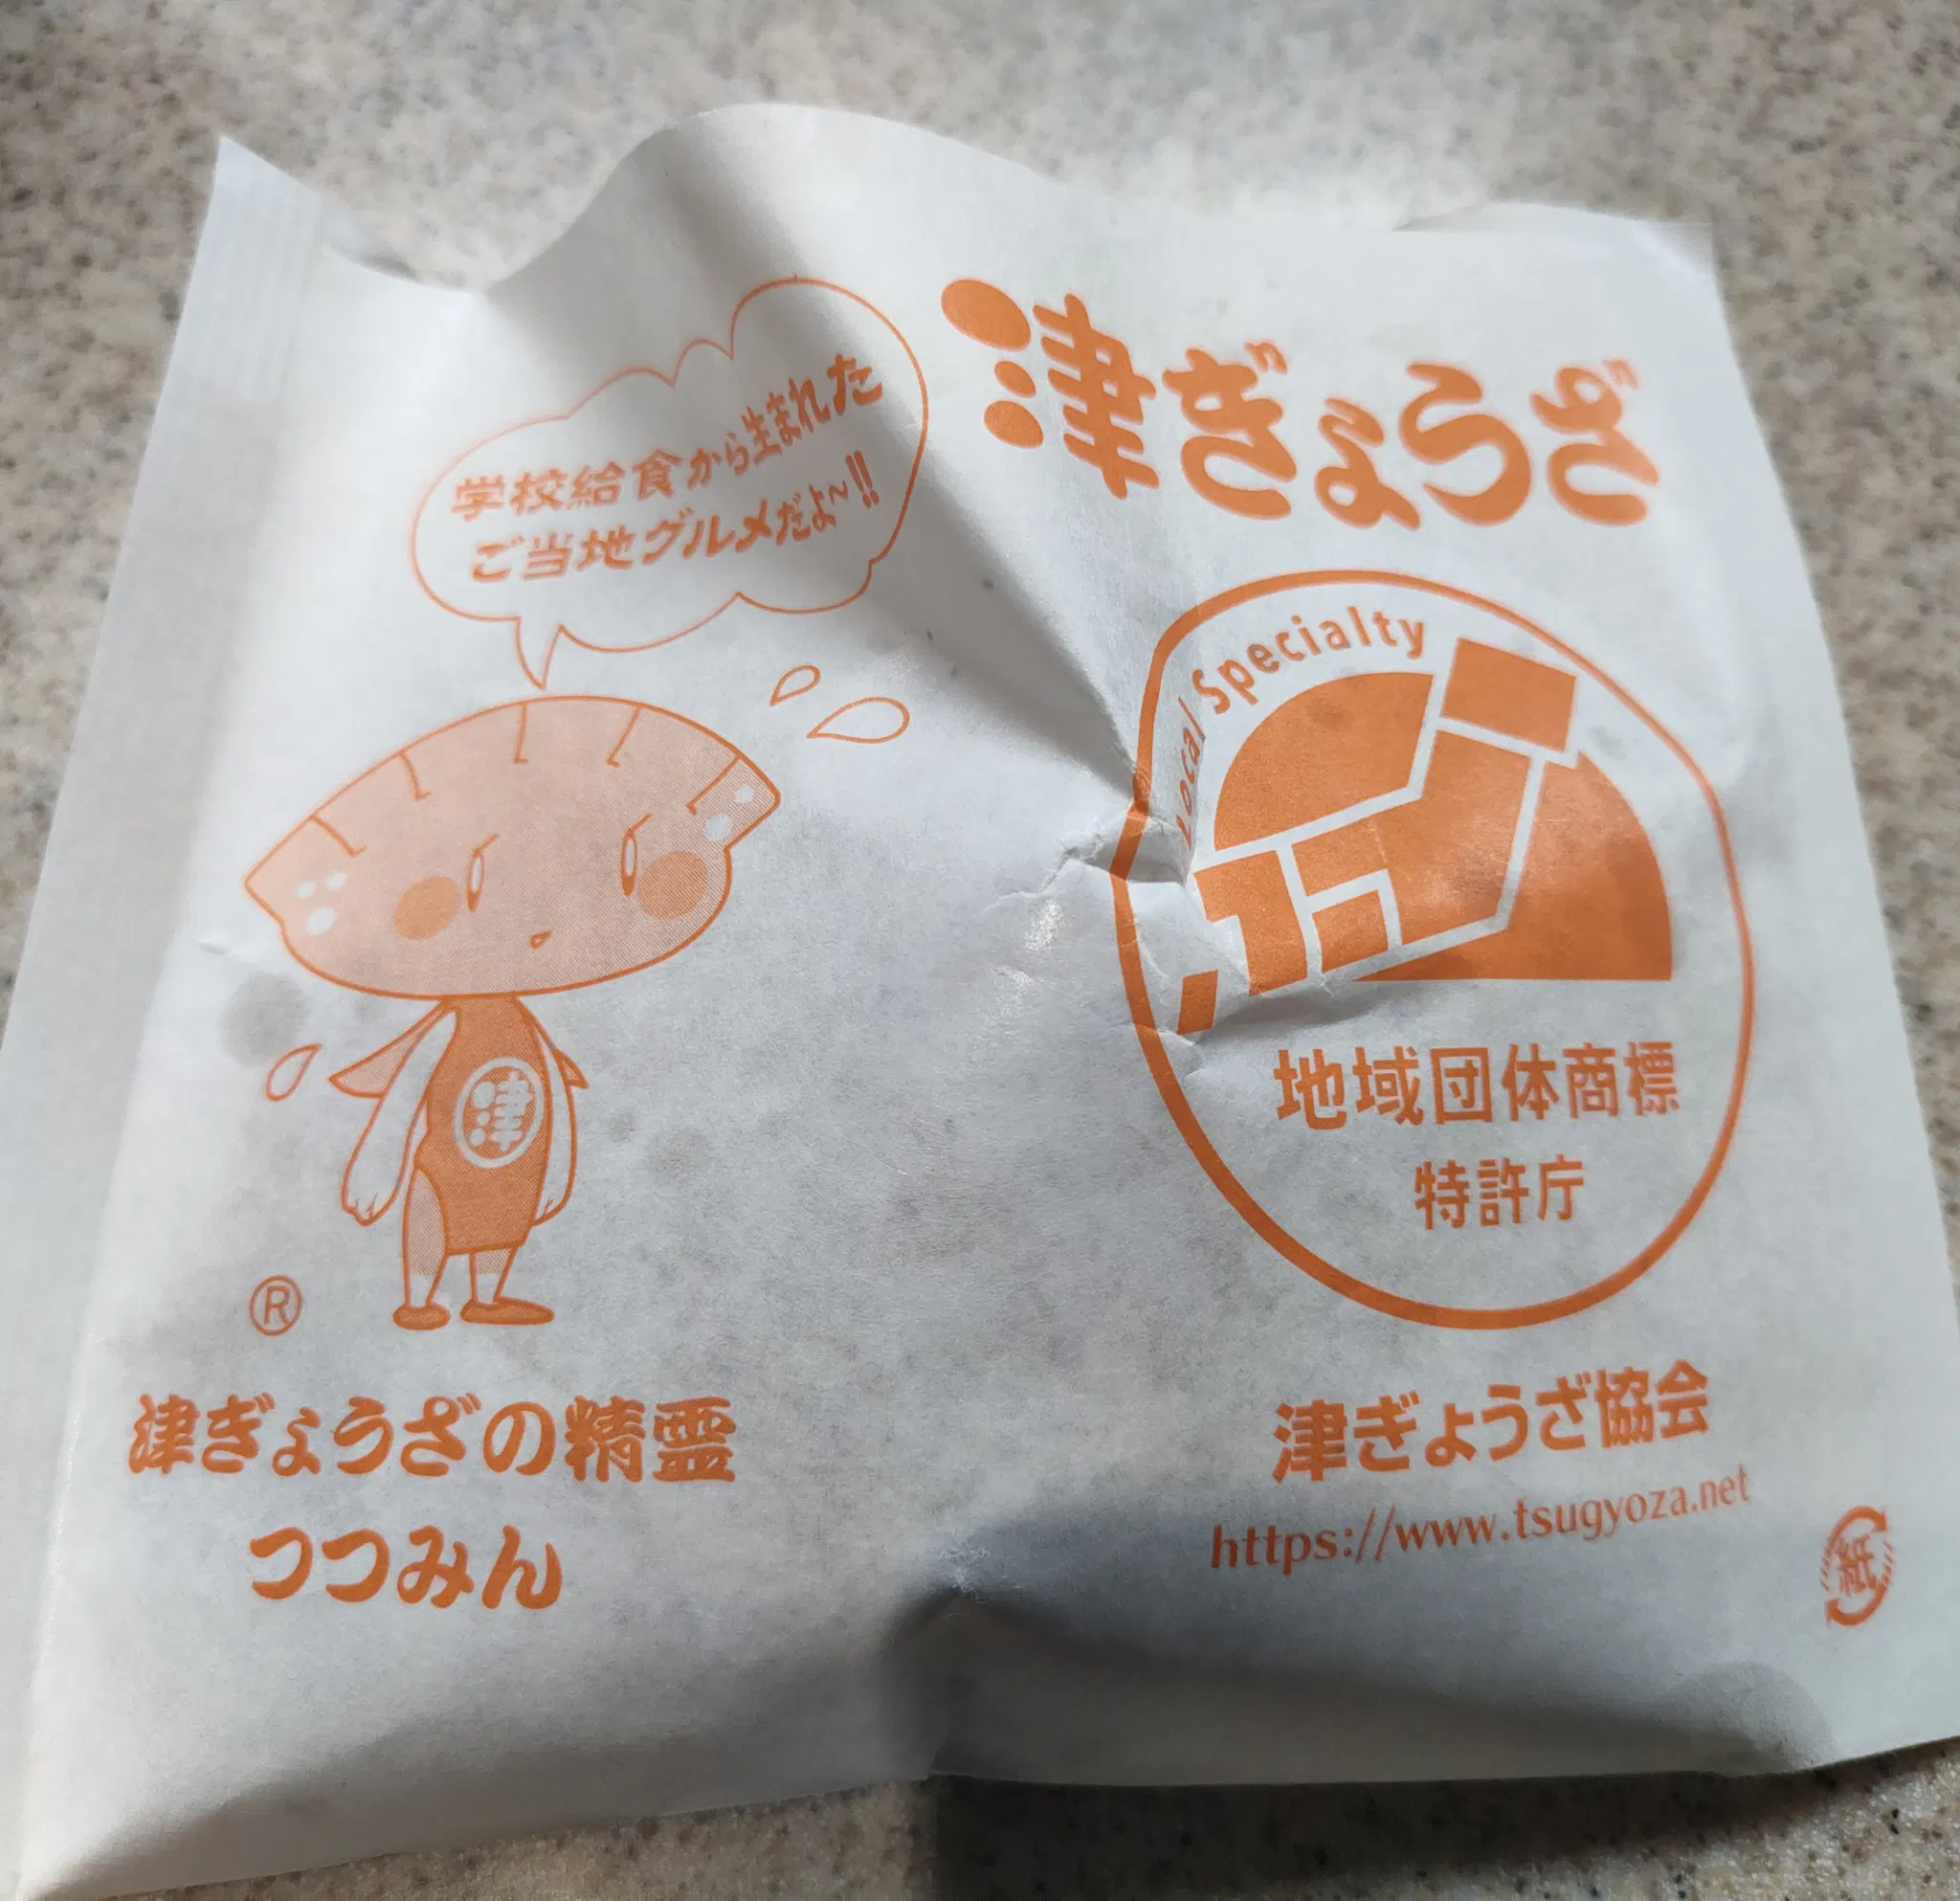 津ぎょうざ
学校給食から生まれた
ご当地グルメだよ~!!
Local Specialty
地域団体商標
特許庁
津
®
津ぎょうざの精霊
つつみん
津ぎょうざ協会
https://www.tsugyoza.net
紙